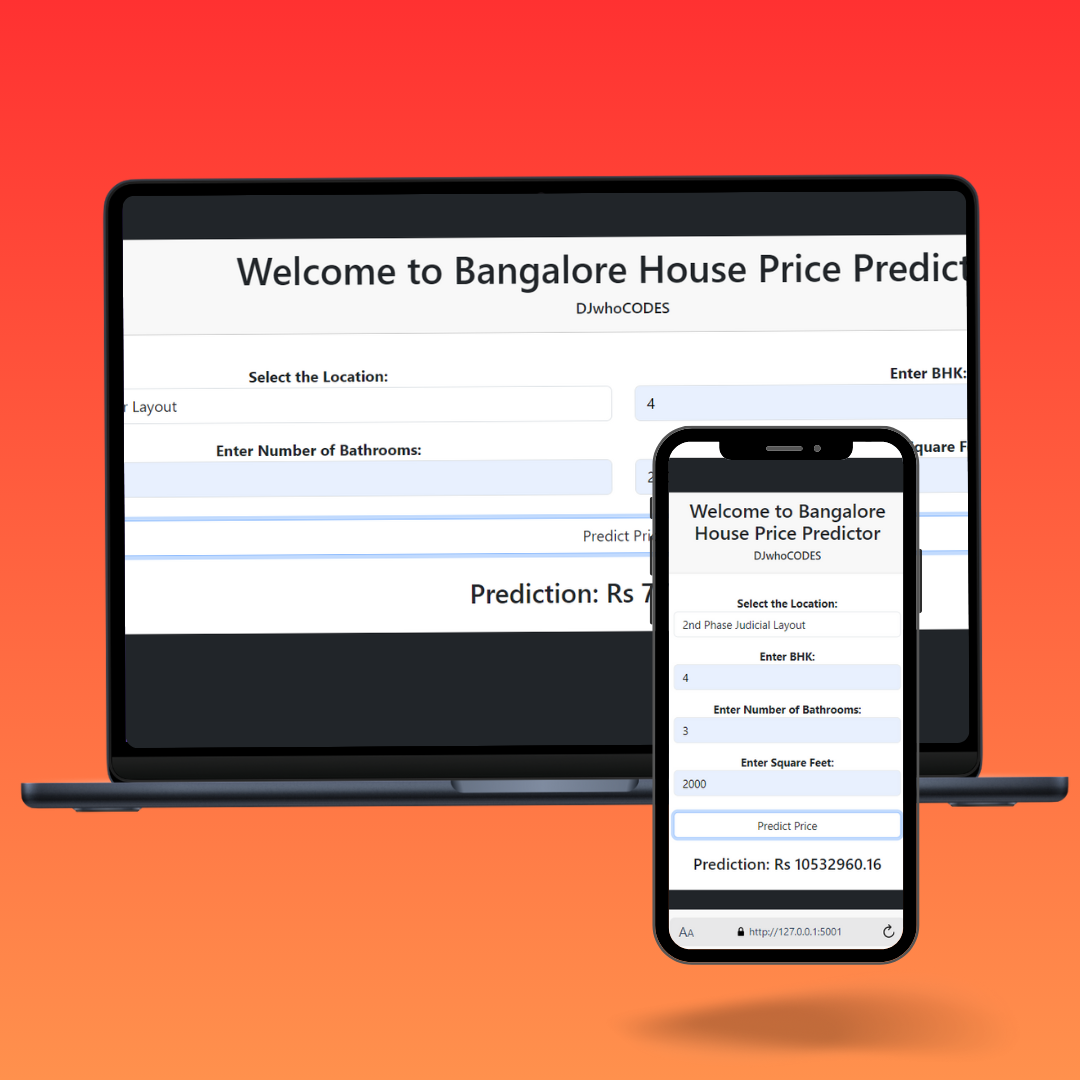 Welcome to Bangalore House Price Predict
DJwhoCODES
Select the Location:
Enter BHK:
r Layout
4
Enter Number of Bathrooms:
quare F
2
Predict Pri
Prediction: Rs 7
Welcome to Bangalore
House Price Predictor
DJwhoCODES
Select the Location:
2nd Phase Judicial Layout
Enter BHK:
4
Enter Number of Bathrooms:
3
Enter Square Feet:
2000
Predict Price
Prediction: Rs 10532960.16
AA
http://127.0.0.1:5001